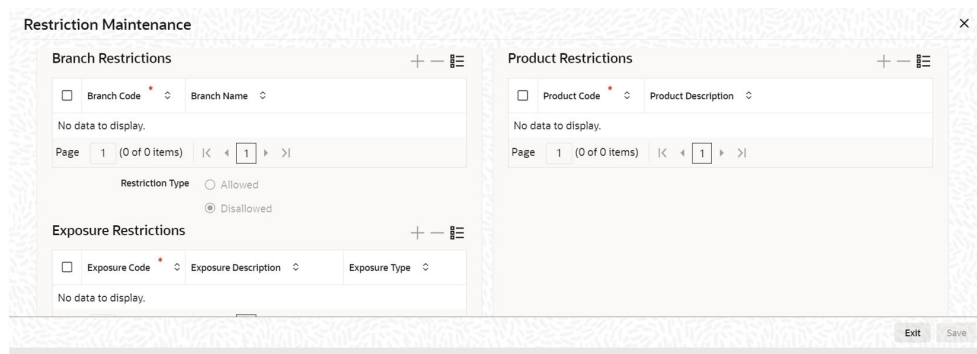 Restriction Maintenance
Branch Restrictions
Branch Code * Branch Name
No data to display.
Page 1 (0 of 0 items) 1
Restriction Type Allowed
Disallowed
Exposure Restrictions
Exposure Code * Exposure Description Exposure Type
No data to display.
Product Restrictions
Product Code * Product Description
No data to display.
Page 1 (0 of 0 items) 1
Exit Save